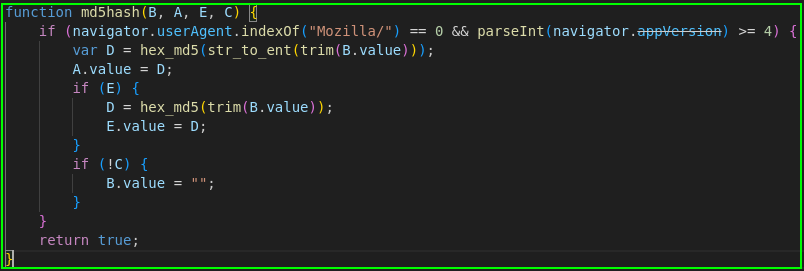 function md5hash(B, A, E, C) {
    if (navigator.userAgent.indexOf("Mozilla/") == 0 && parseInt(navigator.appVersion) >= 4) {
        var D = hex_md5(str_to_ent(trim(B.value)));
        A.value = D;
        if (E) {
            D = hex_md5(trim(B.value));
            E.value = D;
        }
        if (!C) {
            B.value = "";
        }
    }
    return true;
}